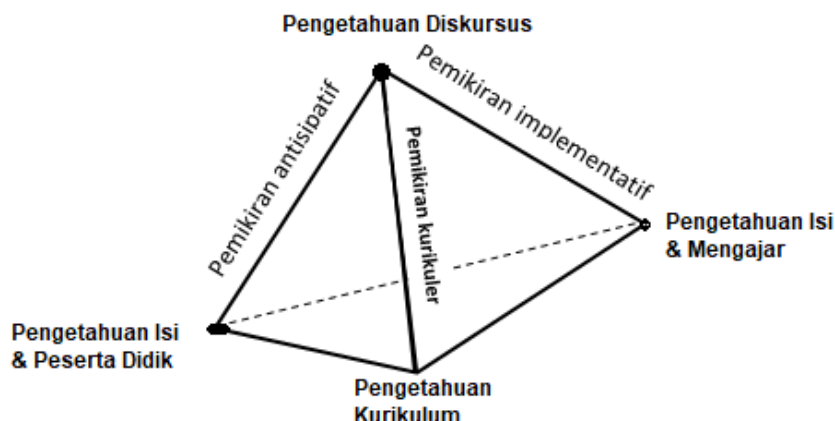 Pengetahuan Diskursus
Pemikiran antisipatif
Pemikiran implementatif
Pemikiran kurikuler
Pengetahuan Isi
& Mengajar
Pengetahuan Isi
& Peserta Didik
Pengetahuan
Kurikulum